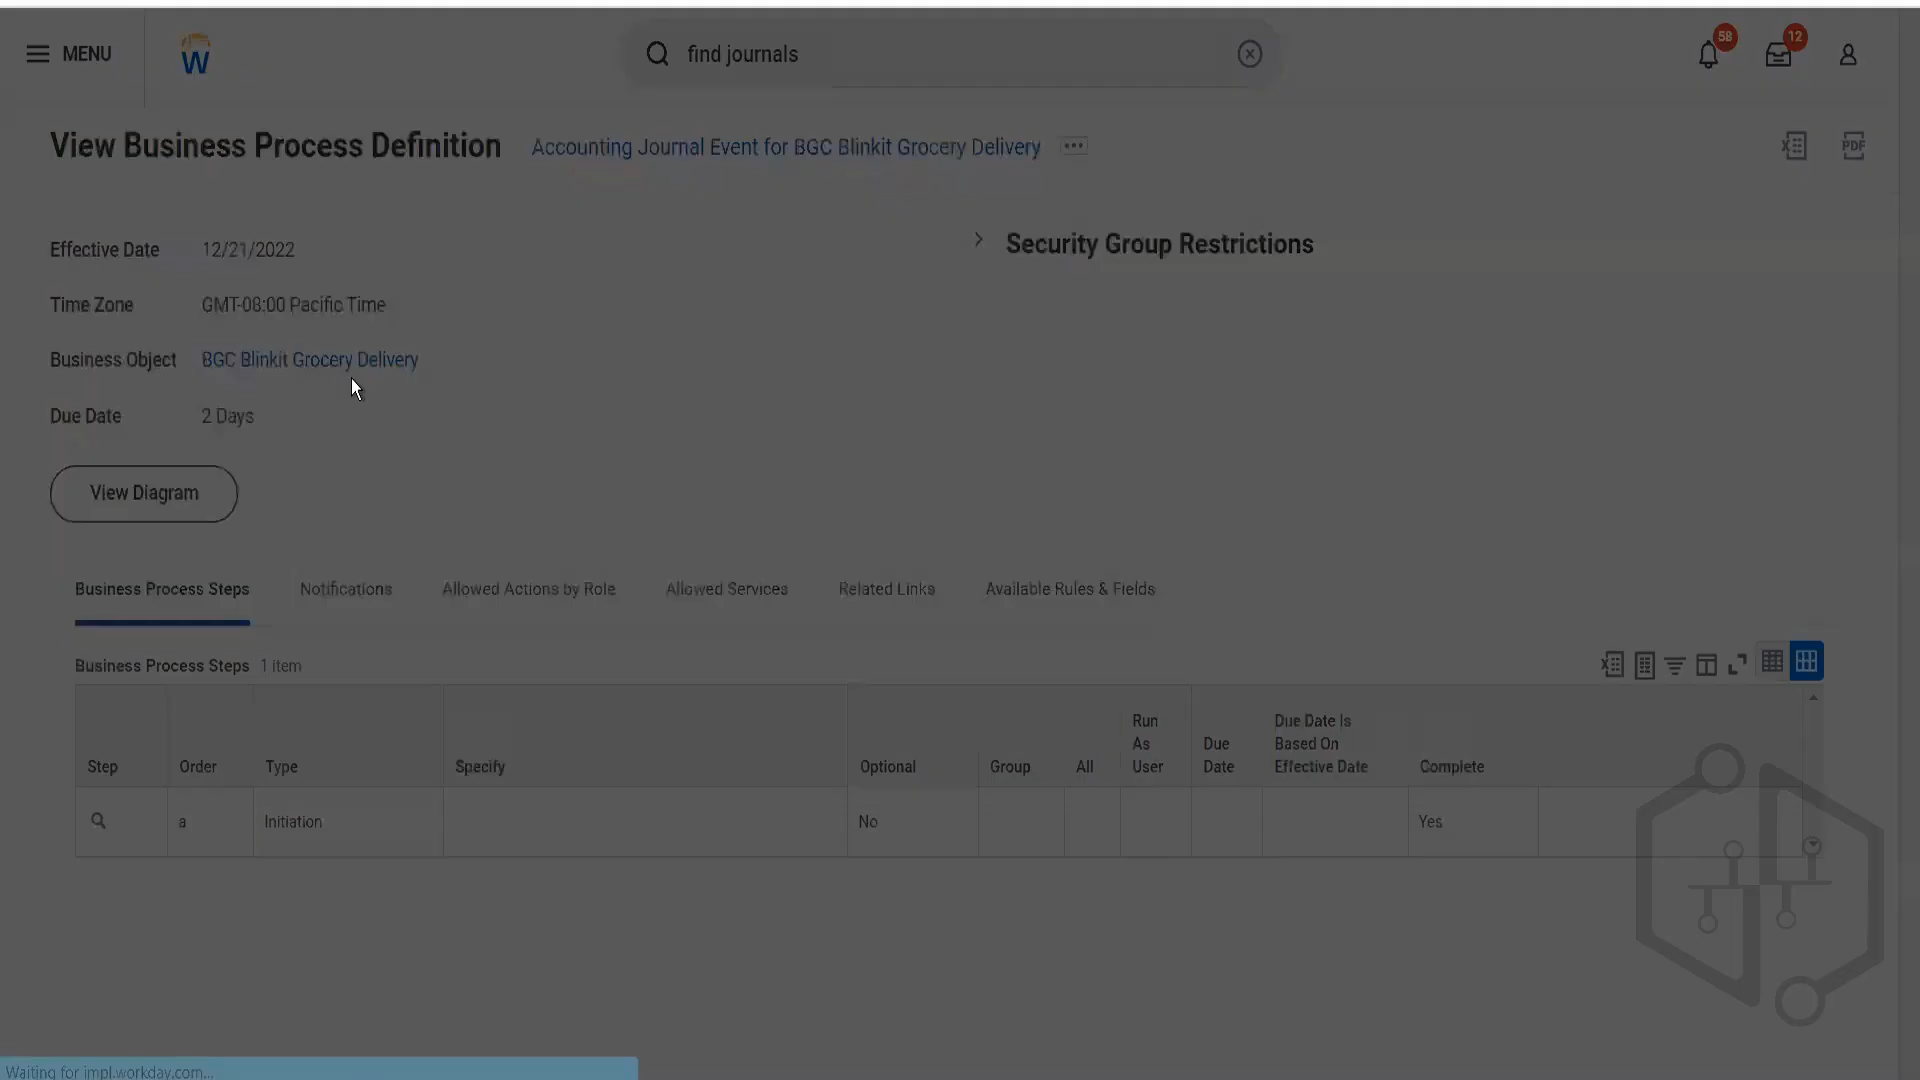 MENU
W
find journals
58
12
View Business Process Definition
Accounting Journal Event for BGC Blinkit Grocery Delivery
PDF
Effective Date 12/21/2022
Security Group Restrictions
Time Zone GMT-08:00 Pacific Time
Business Object BGC Blinkit Grocery Delivery
Due Date 2 Days
View Diagram
Business Process Steps Notifications Allowed Actions by Role Allowed Services Related Links Available Rules & Fields
Business Process Steps 1 item
Step Order Type Specify Optional Group All Run As User Due Date Due Date Is Based On Effective Date Complete
a Initiation No Yes
Waiting for impl.workday.com...